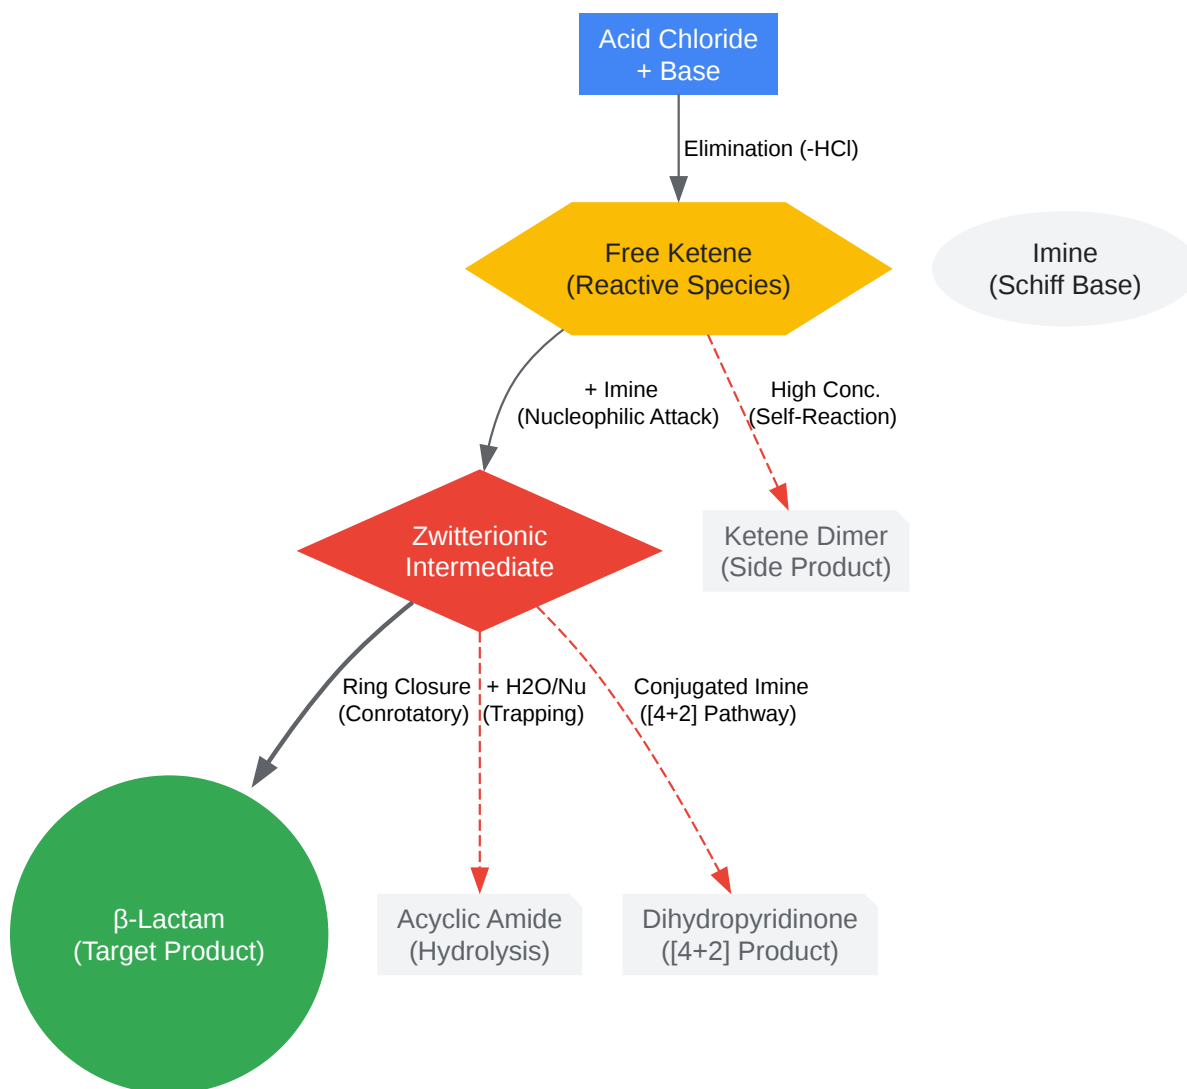 Acid Chloride
+ Base
Elimination (-HCl)
Free Ketene
(Reactive Species)
Imine
(Schiff Base)
+ Imine
(Nucleophilic Attack)
High Conc.
(Self-Reaction)
Zwitterionic
Intermediate
Ketene Dimer
(Side Product)
Ring Closure
(Conrotatory)
+ H2O/Nu
(Trapping)
Conjugated Imine
([4+2] Pathway)
β-Lactam
(Target Product)
Acyclic Amide
(Hydrolysis)
Dihydropyridinone
([4+2] Product)